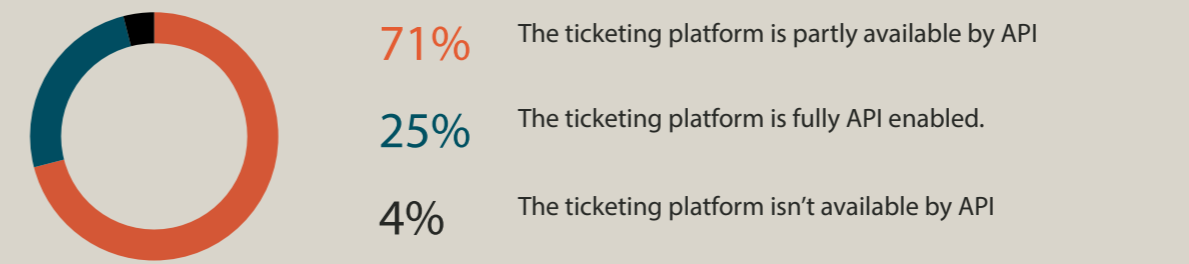 71% The ticketing platform is partly available by API
25% The ticketing platform is fully API enabled.
4% The ticketing platform isn’t available by API